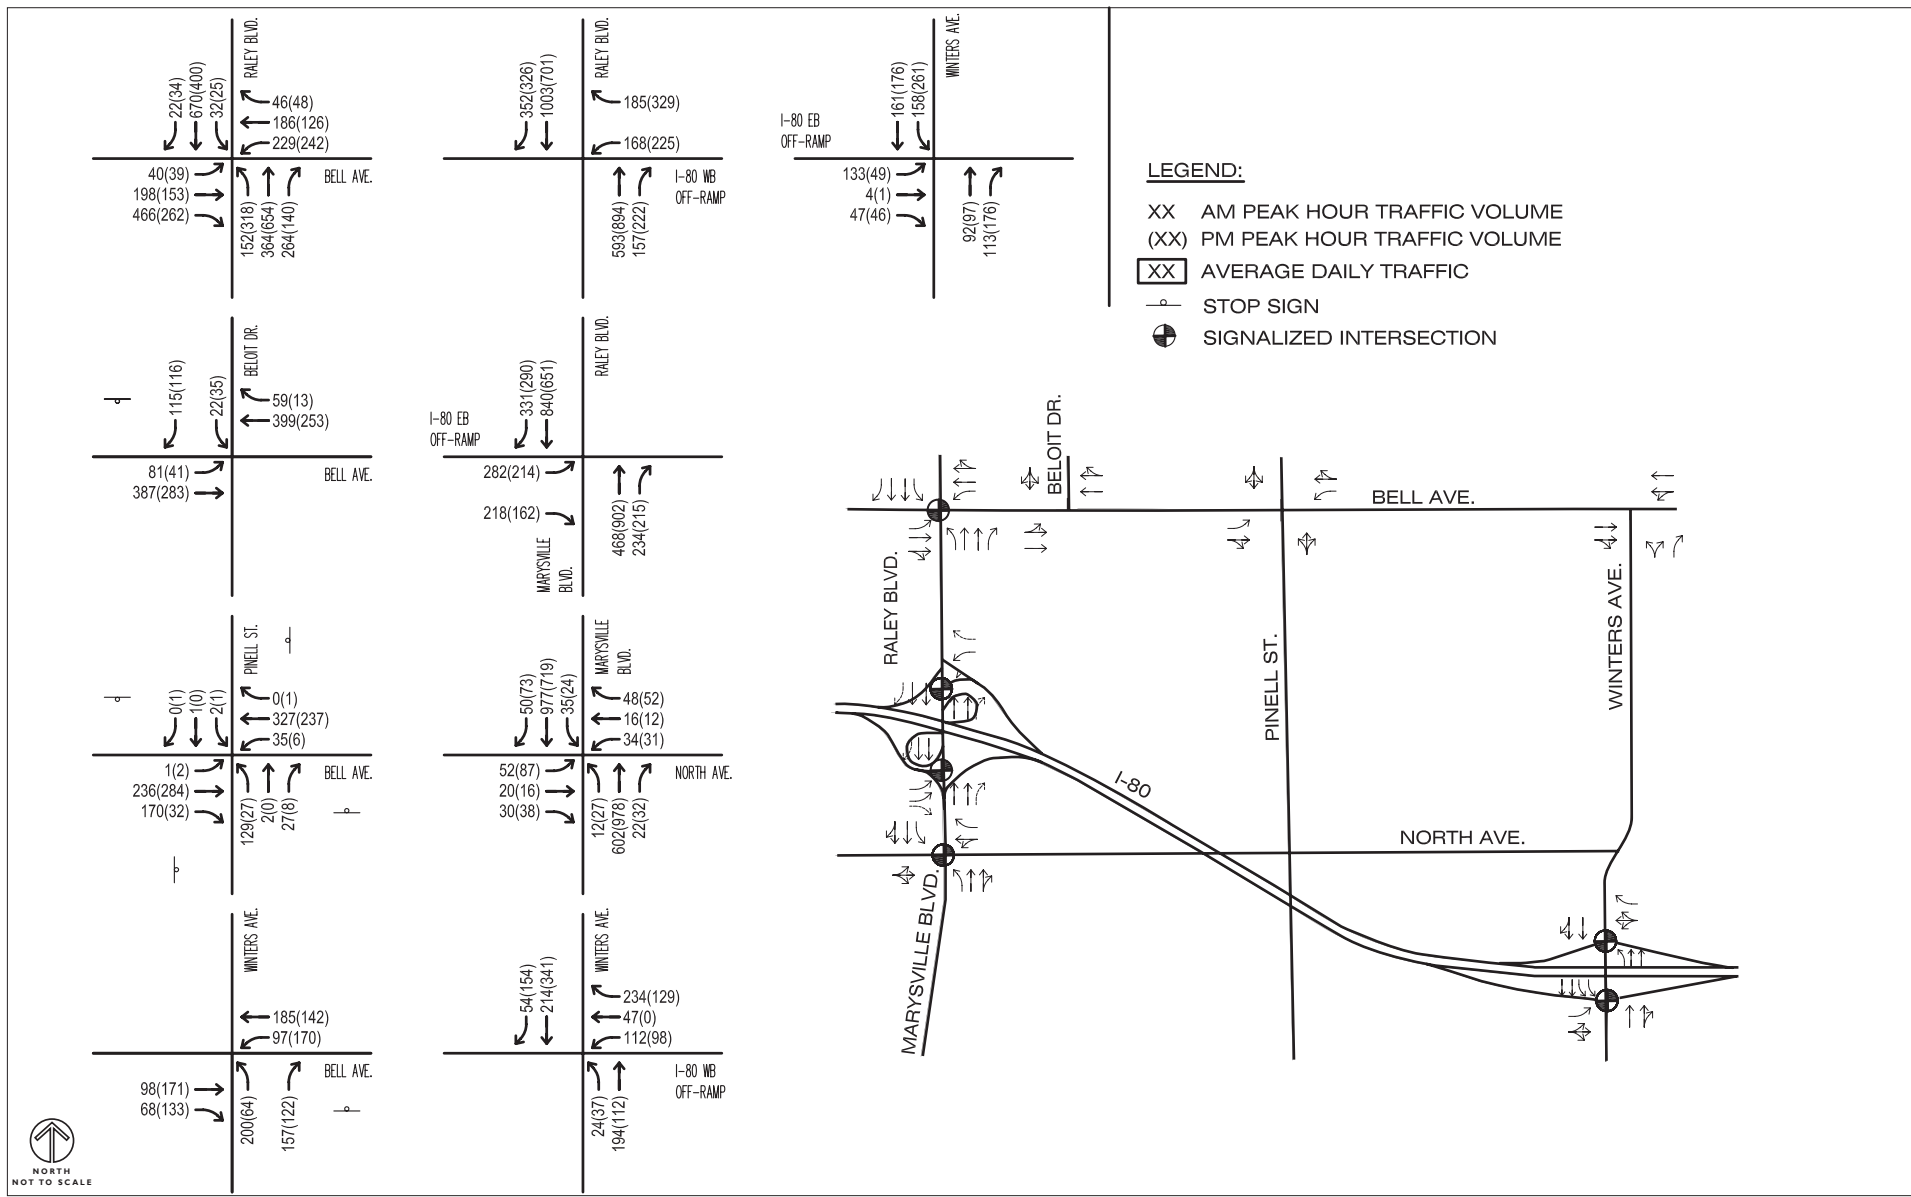 22(34)
670(400)
32(25)
RALEY BLVD.
46(48)
186(126)
229(242)
40(39)
198(153)
466(262)
BELL AVE.
152(318)
364(654)
264(140)
352(326)
1003(701)
RALEY BLVD.
185(329)
168(225)
I-80 WB
OFF-RAMP
593(894)
157(222)
I-80 EB
OFF-RAMP
161(176)
158(261)
WINTERS AVE.
133(49)
4(1)
47(46)
92(97)
113(176)
LEGEND:
XX AM PEAK HOUR TRAFFIC VOLUME
(XX) PM PEAK HOUR TRAFFIC VOLUME
XX AVERAGE DAILY TRAFFIC
STOP SIGN
SIGNALIZED INTERSECTION
115(116)
22(35)
BELOIT DR.
59(13)
399(253)
81(41)
387(283)
BELL AVE.
I-80 EB
OFF-RAMP
331(290)
840(651)
RALEY BLVD.
282(214)
218(162)
MARYSVILLE
BLVD.
468(902)
234(215)
0(1)
1(0)
2(1)
PINELL ST.
0(1)
327(237)
35(6)
1(2)
236(284)
170(32)
BELL AVE.
129(27)
2(0)
27(8)
50(73)
977(719)
35(24)
MARYSVILLE
BLVD.
48(52)
16(12)
34(31)
52(87)
20(16)
30(38)
NORTH AVE.
12(27)
602(978)
22(32)
WINTERS AVE.
185(142)
97(170)
98(171)
68(133)
BELL AVE.
200(64)
157(122)
54(154)
214(341)
WINTERS AVE.
234(129)
47(0)
112(98)
I-80 WB
OFF-RAMP
24(37)
194(112)
BELOIT DR.
BELL AVE.
RALEY BLVD.
PINELL ST.
WINTERS AVE.
I-80
NORTH AVE.
MARYSVILLE BLVD.
NORTH
NOT TO SCALE